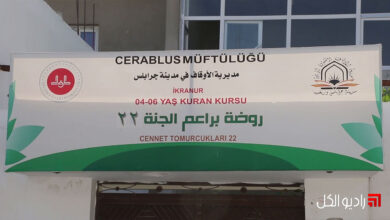 CERABLUS MÜFTÜLÜĞÜ
مديرية الأوقاف في مدينة جرابلس
İKRANUR
04-06 YAŞ KURAN KURSU
روضة براعم الجنة ٢٢
CENNET TOMURCUKLARI 22
راديو الكل